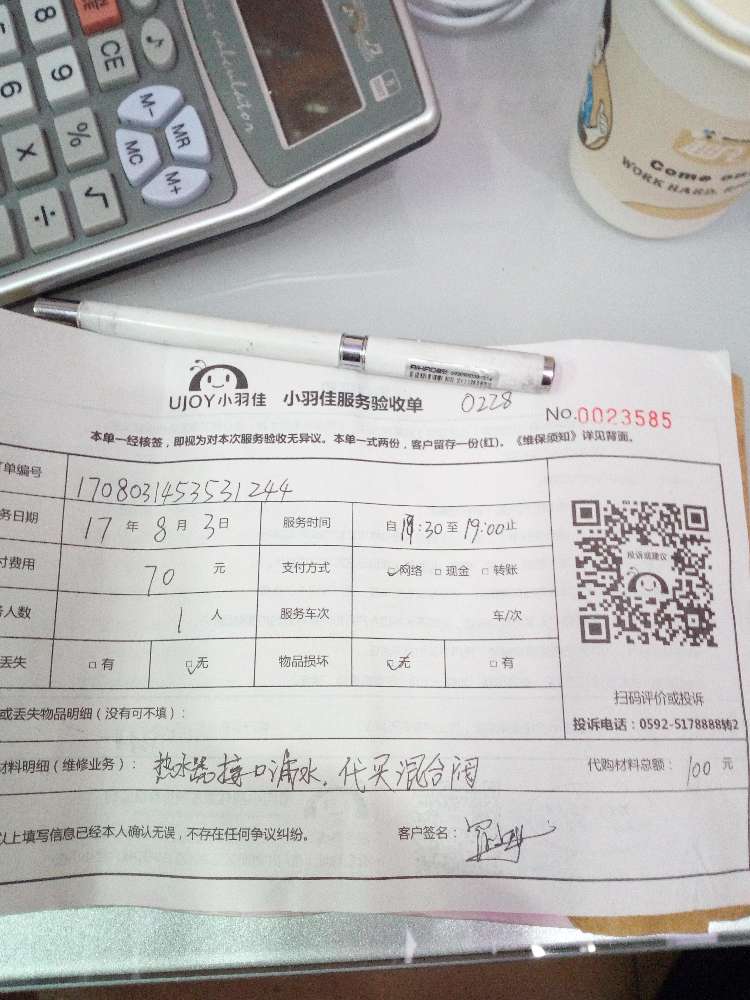 8
9
6
CE
♪
%
×
√
÷
M-
MR
MC
M+
calculator
Come on
WORK HARD,
UJOY小羽佳 小羽佳服务验收单 0228 No.0023585
本单一经核签，即视为对本次服务验收无异议。本单一式两份，客户留存一份(红)。《维保须知》详见背面。
单编号 1708031453531244
务日期 17 年 8 月 3 日 服务时间 自 18:30 至 19:00 止
付费用 70 元 支付方式 网络 现金 转账
人数 1 人 服务车次 车/次
丢失 有 无 物品损坏 无 有
投诉或建议
扫码评价或投诉
投诉电话：0592-5178888转2
或丢失物品明细（没有可不填）：
材料明细（维修业务）： 热水器接口漏水，代买混合阀 代购材料总额： 100 元
以上填写信息已经本人确认无误，不存在任何争议纠纷。 客户签名：